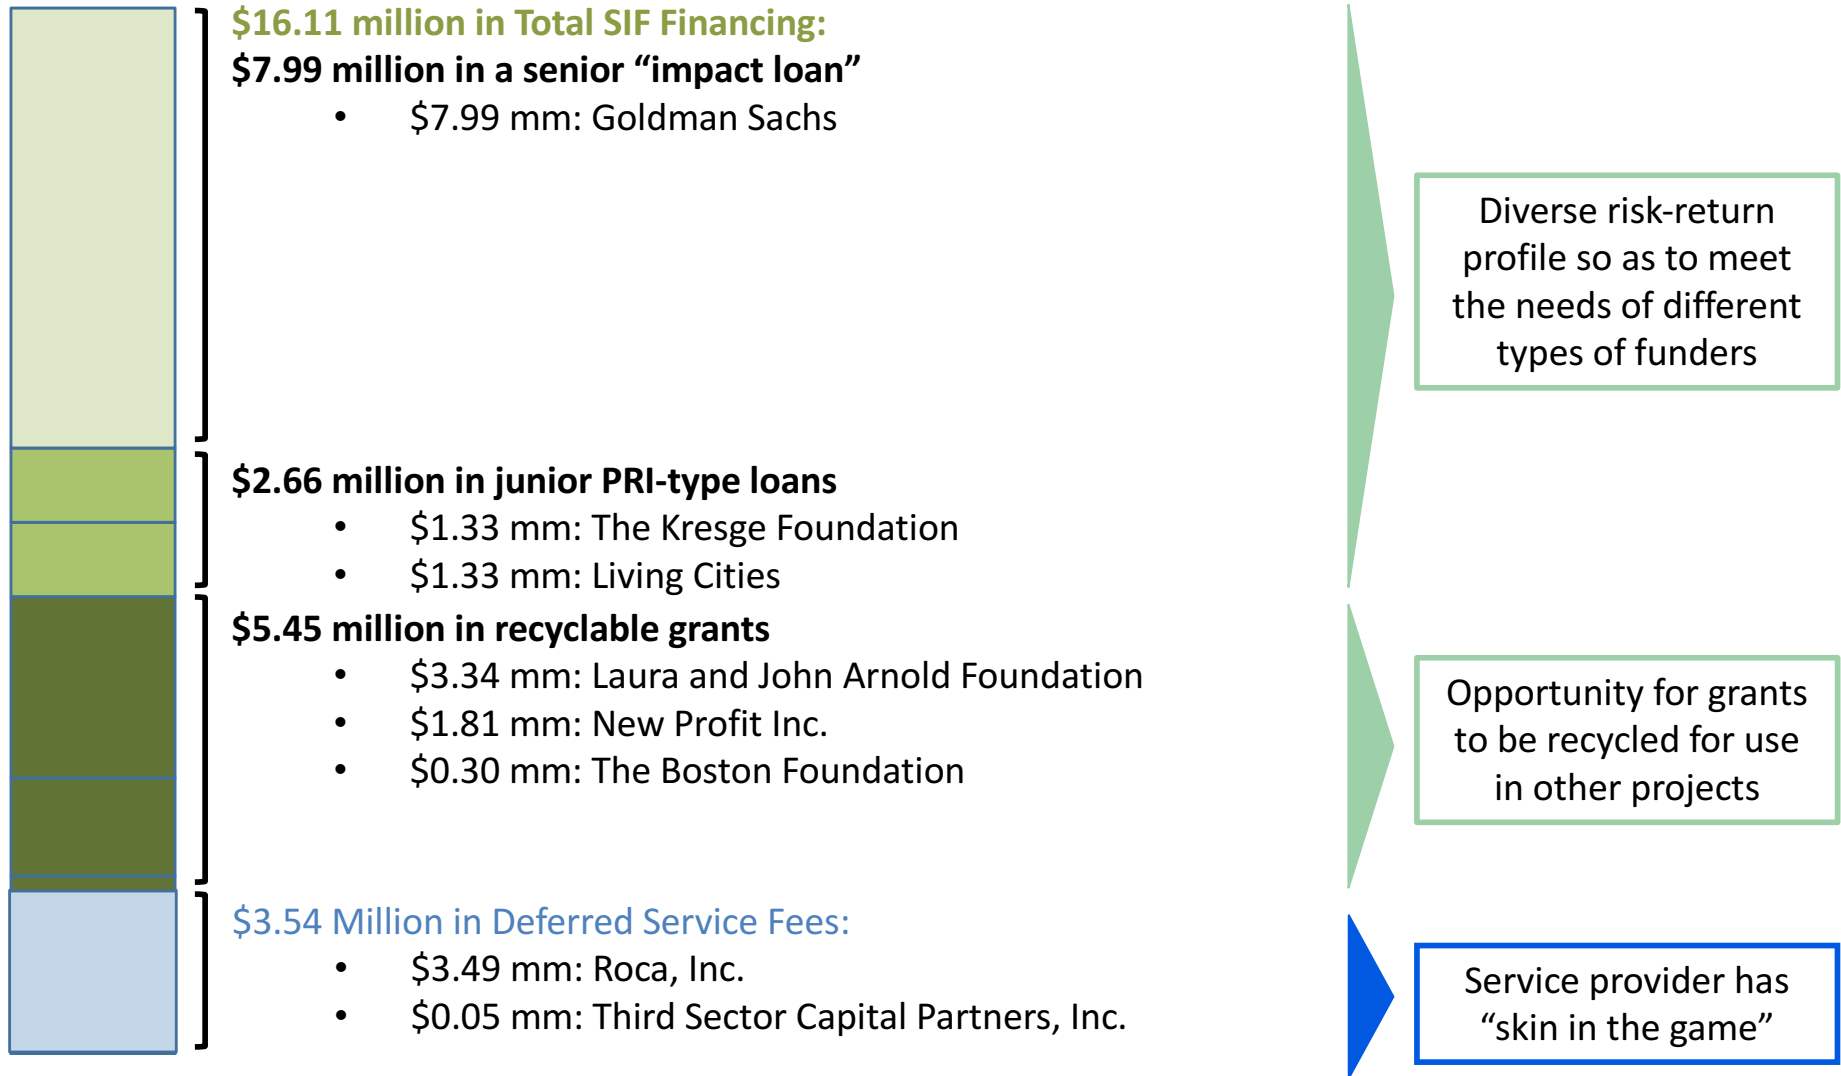 $16.11 million in Total SIF Financing:
$7.99 million in a senior “impact loan”
• $7.99 mm: Goldman Sachs
$2.66 million in junior PRI-type loans
• $1.33 mm: The Kresge Foundation
• $1.33 mm: Living Cities
$5.45 million in recyclable grants
• $3.34 mm: Laura and John Arnold Foundation
• $1.81 mm: New Profit Inc.
• $0.30 mm: The Boston Foundation
$3.54 Million in Deferred Service Fees:
• $3.49 mm: Roca, Inc.
• $0.05 mm: Third Sector Capital Partners, Inc.
Diverse risk-return
profile so as to meet
the needs of different
types of funders
Opportunity for grants
to be recycled for use
in other projects
Service provider has
“skin in the game”